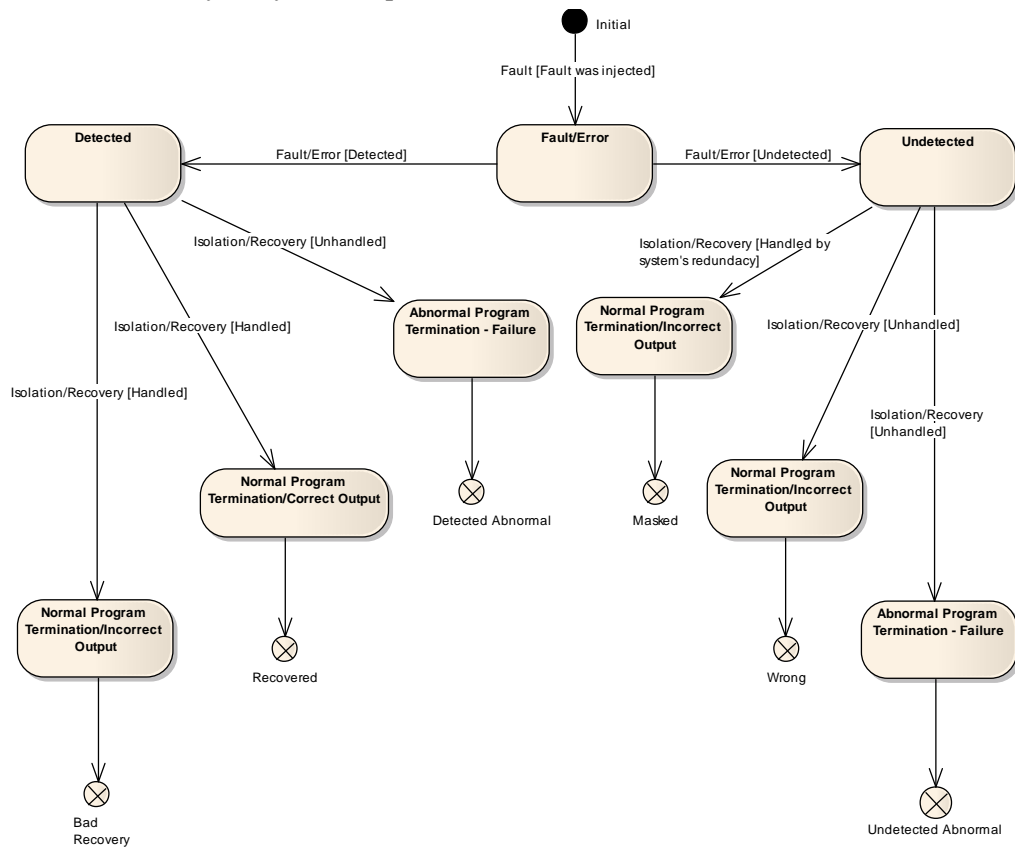 Initial
Fault [Fault was injected]
Detected
Fault/Error
Undetected
Fault/Error [Detected]
Fault/Error [Undetected]
Isolation/Recovery [Unhandled]
Isolation/Recovery [Handled by
system's redundacy]
Abnormal Program
Termination - Failure
Normal Program
Termination/Incorrect
Output
Isolation/Recovery [Handled]
Isolation/Recovery [Unhandled]
Isolation/Recovery [Handled]
Isolation/Recovery
[Unhandled]
Normal Program
Termination/Correct Output
Normal Program
Termination/Incorrect
Output
Detected Abnormal
Masked
Normal Program
Termination/Incorrect
Output
Abnormal Program
Termination - Failure
Recovered
Wrong
Bad
Recovery
Undetected Abnormal